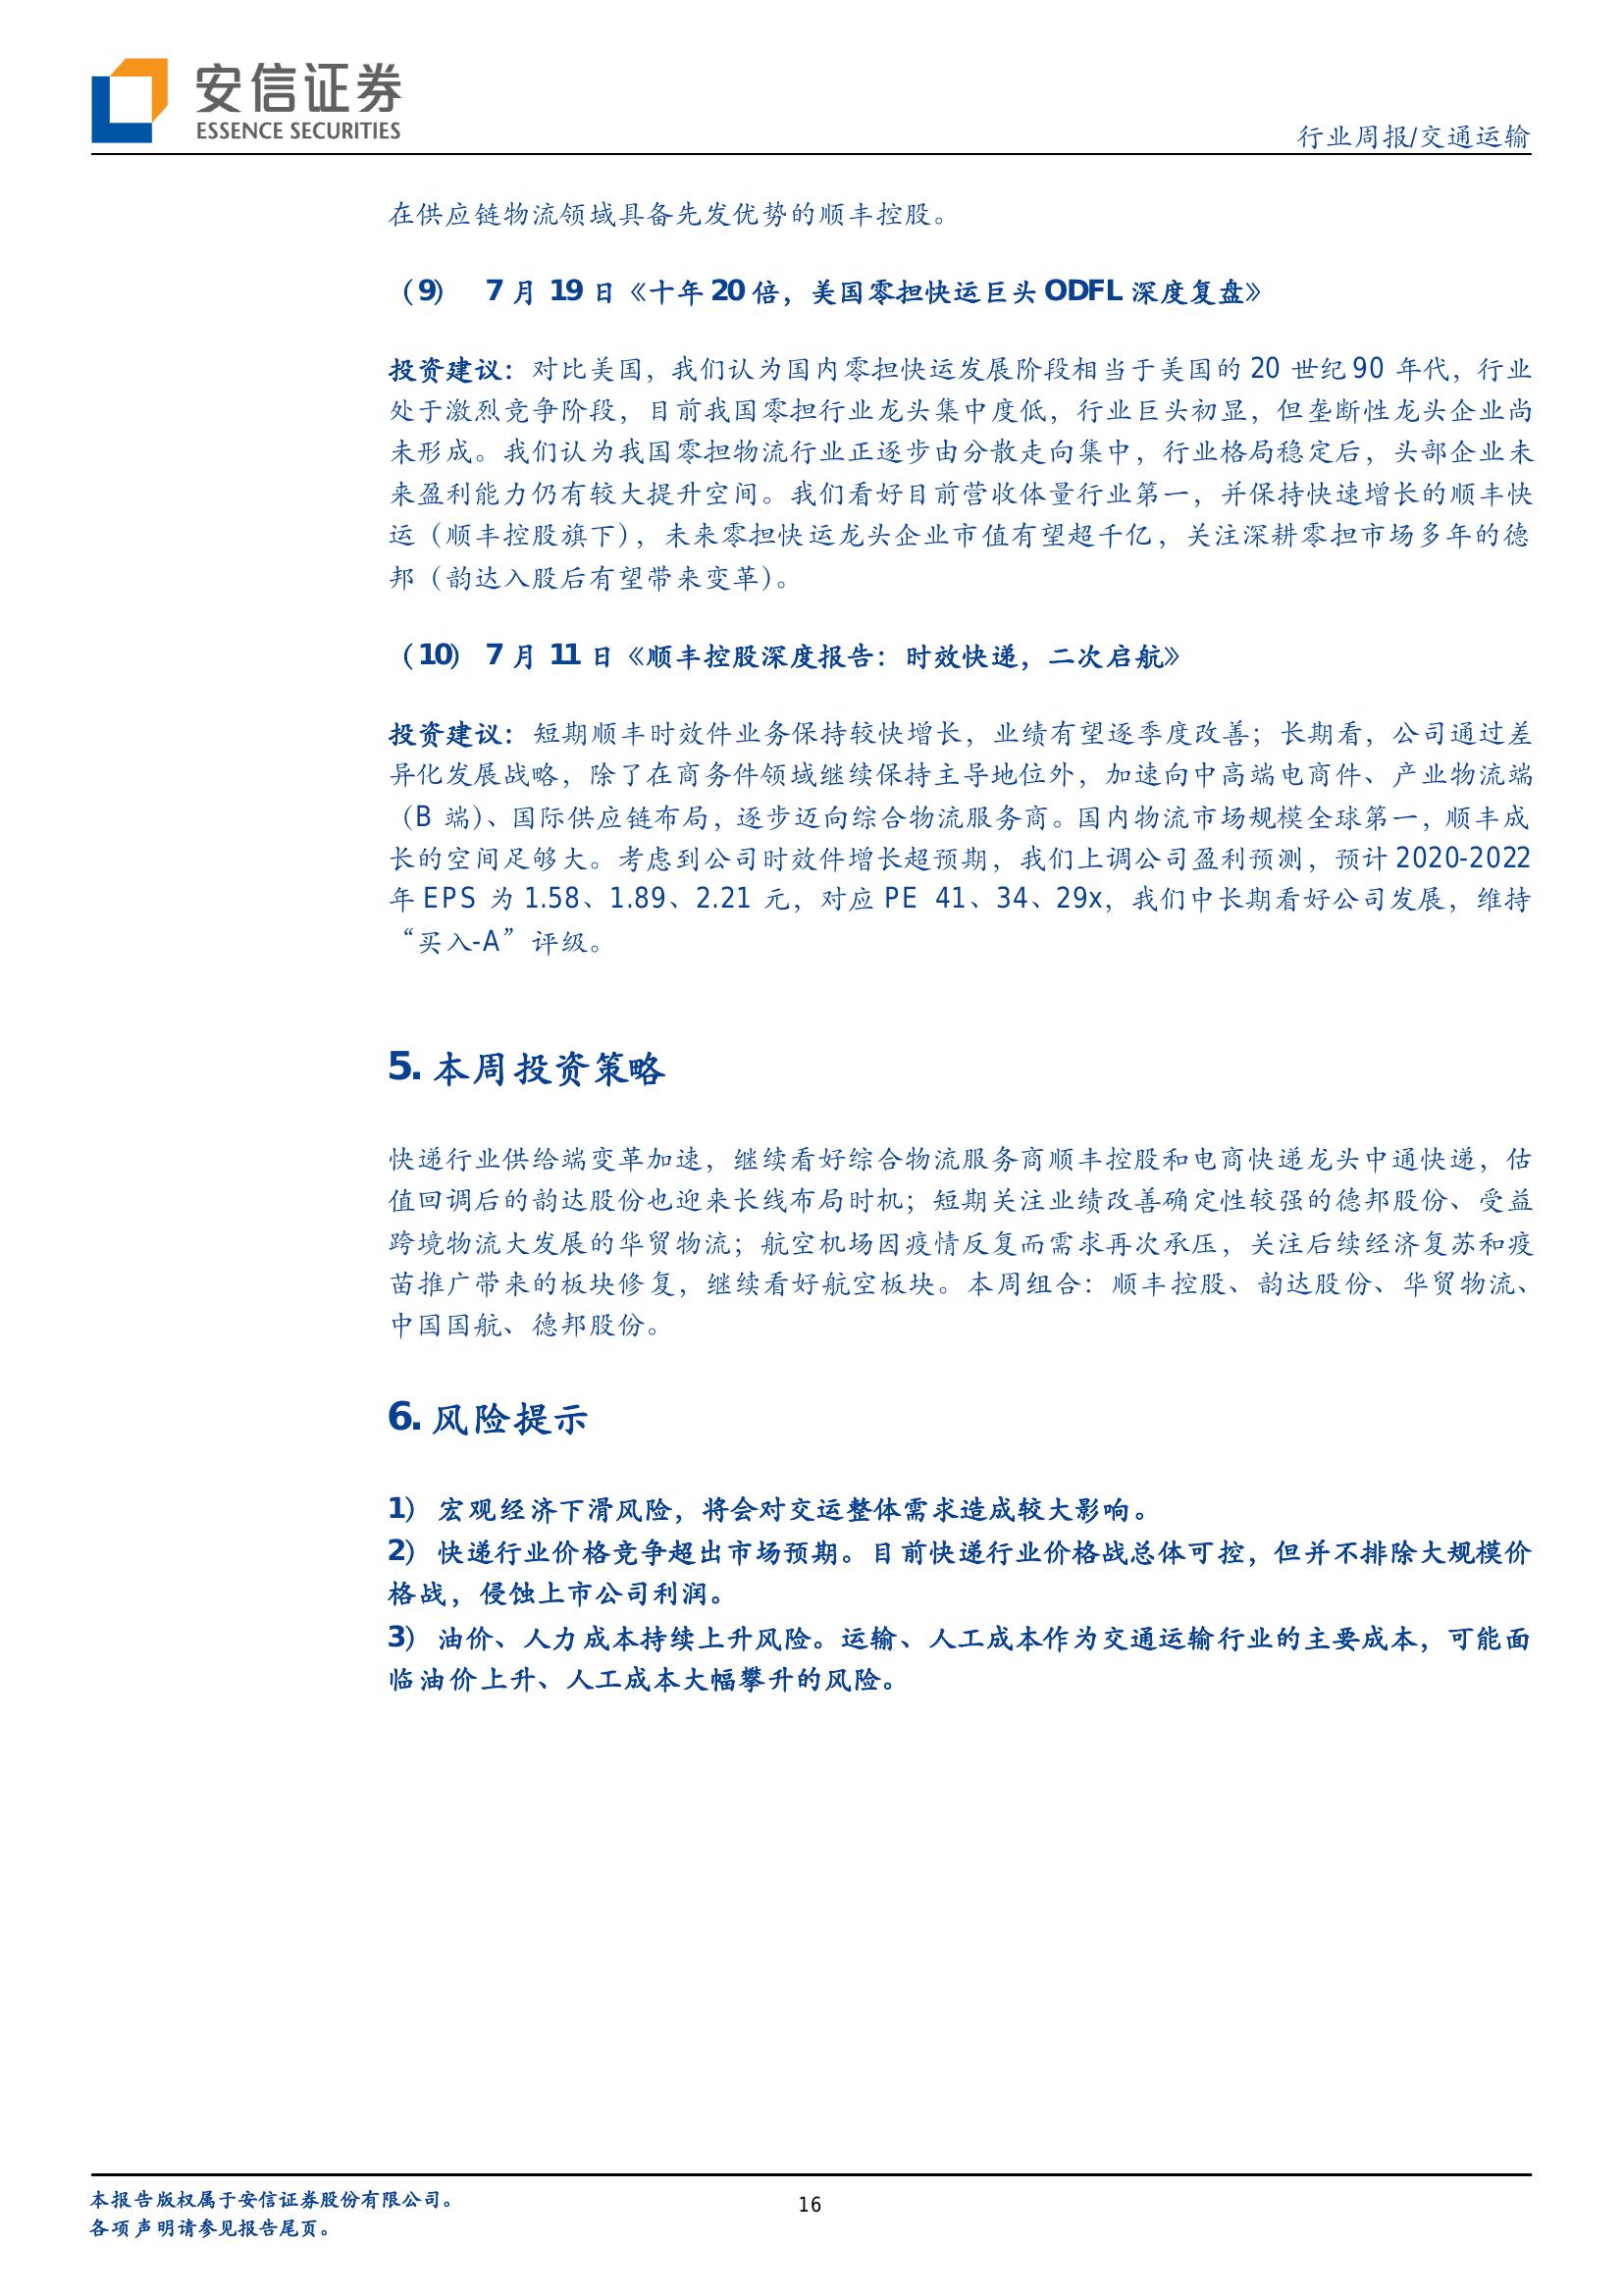 安信证券
ESSENCE SECURITIES
行业周报/交通运输
在供应链物流领域具备先发优势的顺丰控股。
（9） 7 月 19 日《十年 20 倍，美国零担快运巨头 ODFL 深度复盘》
投资建议：对比美国，我们认为国内零担快运发展阶段相当于美国的 20 世纪 90 年代，行业
处于激烈竞争阶段，目前我国零担行业龙头集中度低，行业巨头初显，但垄断性龙头企业尚
未形成。我们认为我国零担物流行业正逐步由分散走向集中，行业格局稳定后，头部企业未
来盈利能力仍有较大提升空间。我们看好目前营收体量行业第一，并保持快速增长的顺丰快
运（顺丰控股旗下），未来零担快运龙头企业市值有望超千亿，关注深耕零担市场多年的德
邦（韵达入股后有望带来变革）。
（10） 7 月 11 日《顺丰控股深度报告：时效快递，二次启航》
投资建议：短期顺丰时效件业务保持较快增长，业绩有望逐季度改善；长期看，公司通过差
异化发展战略，除了在商务件领域继续保持主导地位外，加速向中高端电商件、产业物流端
（B 端）、国际供应链布局，逐步迈向综合物流服务商。国内物流市场规模全球第一，顺丰成
长的空间足够大。考虑到公司时效件增长超预期，我们上调公司盈利预测，预计 2020-2022
年 EPS 为 1.58、1.89、2.21 元，对应 PE 41、34、29x，我们中长期看好公司发展，维持
“买入-A”评级。
5. 本周投资策略
快递行业供给端变革加速，继续看好综合物流服务商顺丰控股和电商快递龙头中通快递，估
值回调后的韵达股份也迎来长线布局时机；短期关注业绩改善确定性较强的德邦股份、受益
跨境物流大发展的华贸物流；航空机场因疫情反复而需求再次承压，关注后续经济复苏和疫
苗推广带来的板块修复，继续看好航空板块。本周组合：顺丰控股、韵达股份、华贸物流、
中国国航、德邦股份。
6. 风险提示
1） 宏观经济下滑风险，将会对交运整体需求造成较大影响。
2） 快递行业价格竞争超出市场预期。目前快递行业价格战总体可控，但并不排除大规模价
格战，侵蚀上市公司利润。
3） 油价、人力成本持续上升风险。运输、人工成本作为交通运输行业的主要成本，可能面
临油价上升、人工成本大幅攀升的风险。
本报告版权属于安信证券股份有限公司。
16
各项声明请参见报告尾页。